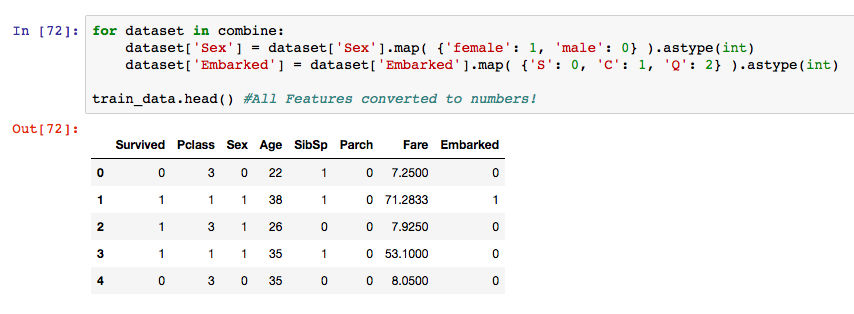 In [72]: for dataset in combine:
dataset['Sex'] = dataset['Sex'].map( {'female': 1, 'male': 0} ).astype(int)
dataset['Embarked'] = dataset['Embarked'].map( {'S': 0, 'C': 1, 'Q': 2} ).astype(int)
train_data.head() #All Features converted to numbers!
Out[72]:
Survived Pclass Sex Age SibSp Parch Fare Embarked
0 0 3 0 22 1 0 7.2500 0
1 1 1 1 38 1 0 71.2833 1
2 1 3 1 26 0 0 7.9250 0
3 1 1 1 35 1 0 53.1000 0
4 0 3 0 35 0 0 8.0500 0